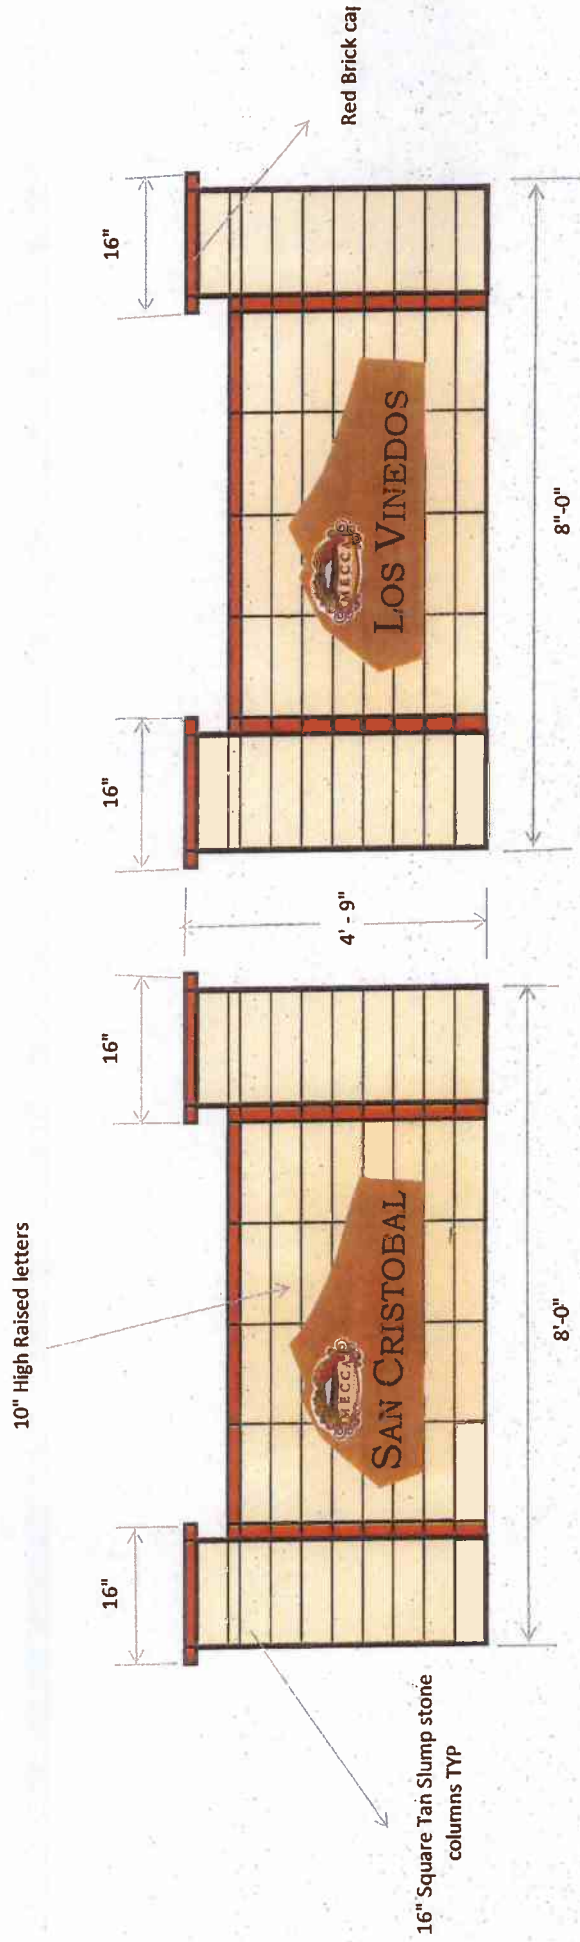 10" High Raised letters
16"
16"
16"
16"
Red Brick cap
MECCA
SAN CRISTOBAL
MECCA
LOS VINEDOS
4' - 9"
16" Square Tan Slump stone
columns TYP
8'-0"
8"-0"